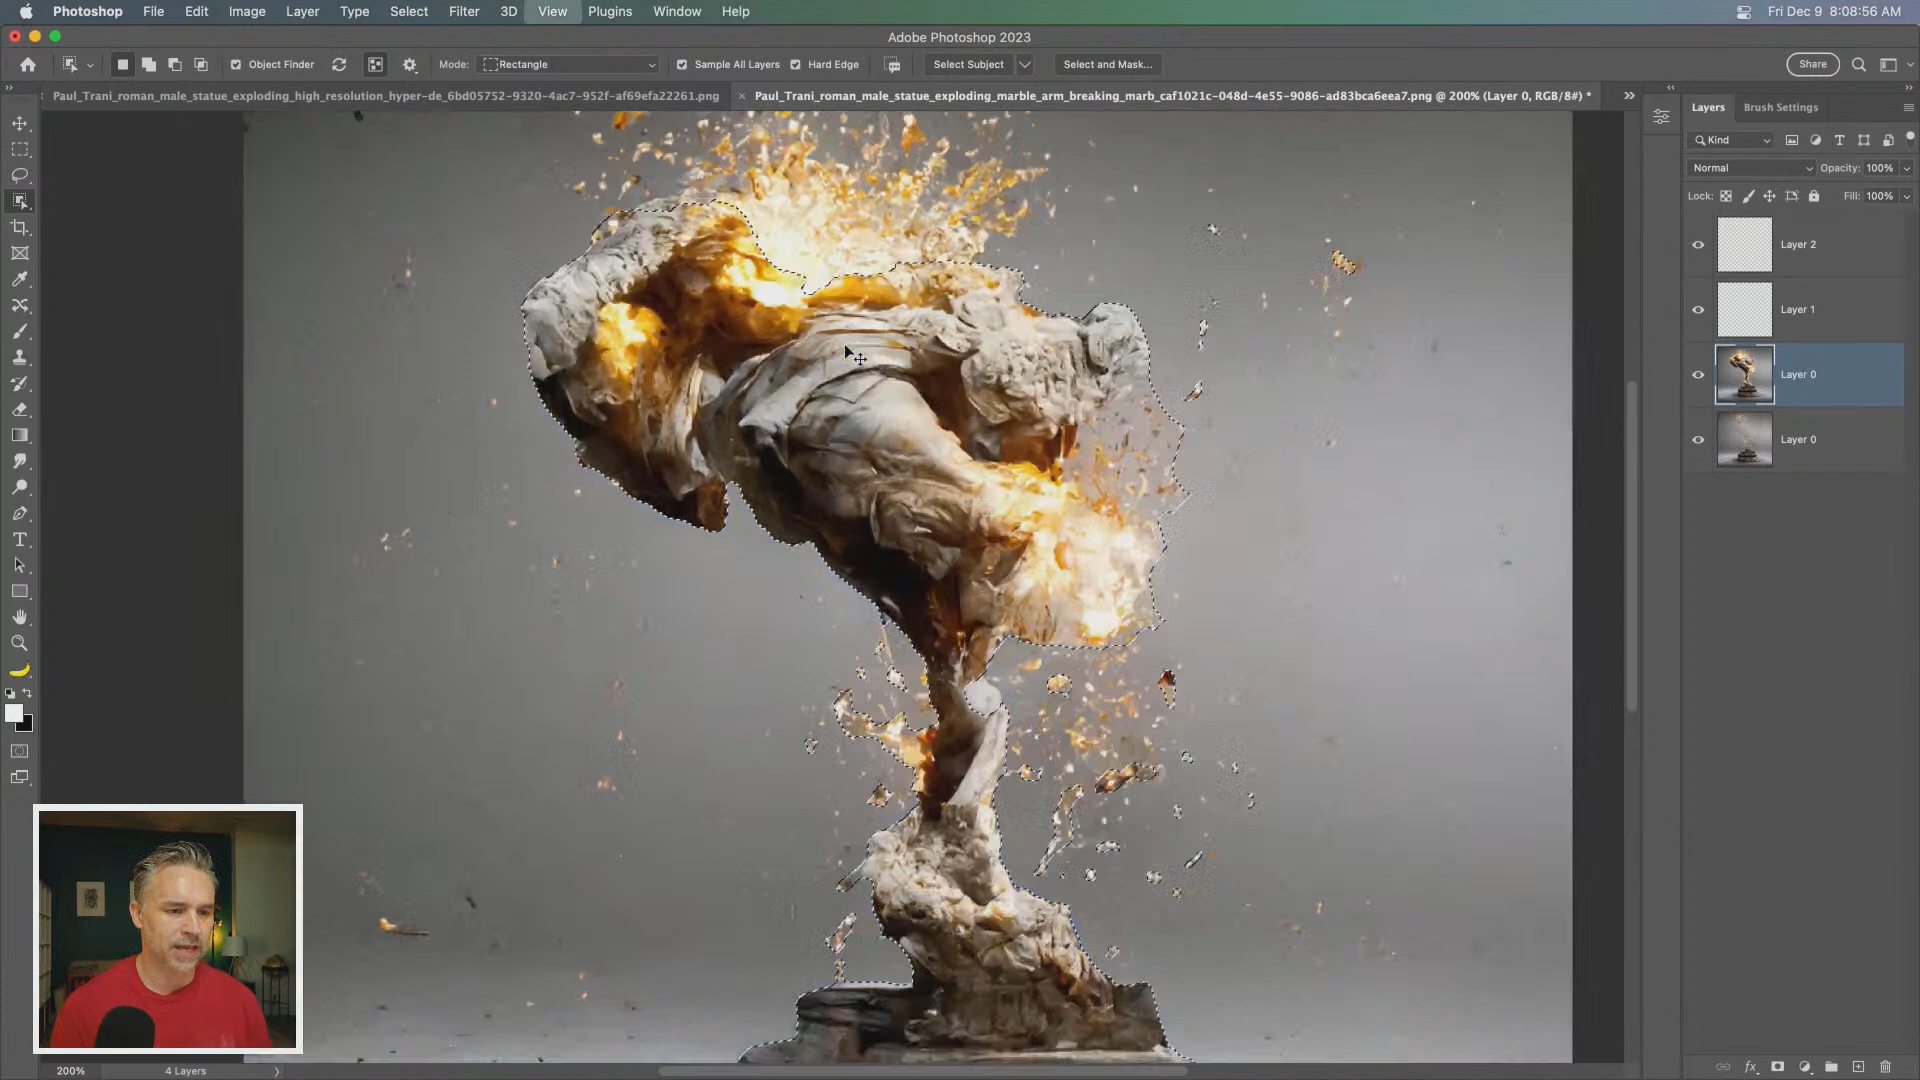 Photoshop File Edit Image Layer Type Select Filter 3D View Plugins Window Help Fri Dec 9 8:08:56 AM
Adobe Photoshop 2023
Object Finder Mode: Rectangle Sample All Layers Hard Edge Select Subject Select and Mask... Share
Paul_Trani_roman_male_statue_exploding_high_resolution_hyper-de_6bd05752-9320-4ac7-952f-af69efa22261.png Paul_Trani_roman_male_statue_exploding_marble_arm_breaking_marb_caf1021c-048d-4e55-9086-ad83bca6eea7.png @ 200% (Layer 0, RGB/8#) *
Layers Brush Settings
Kind
Normal Opacity: 100%
Lock: Fill: 100%
Layer 2
Layer 1
Layer 0
Layer 0
200% 4 Layers